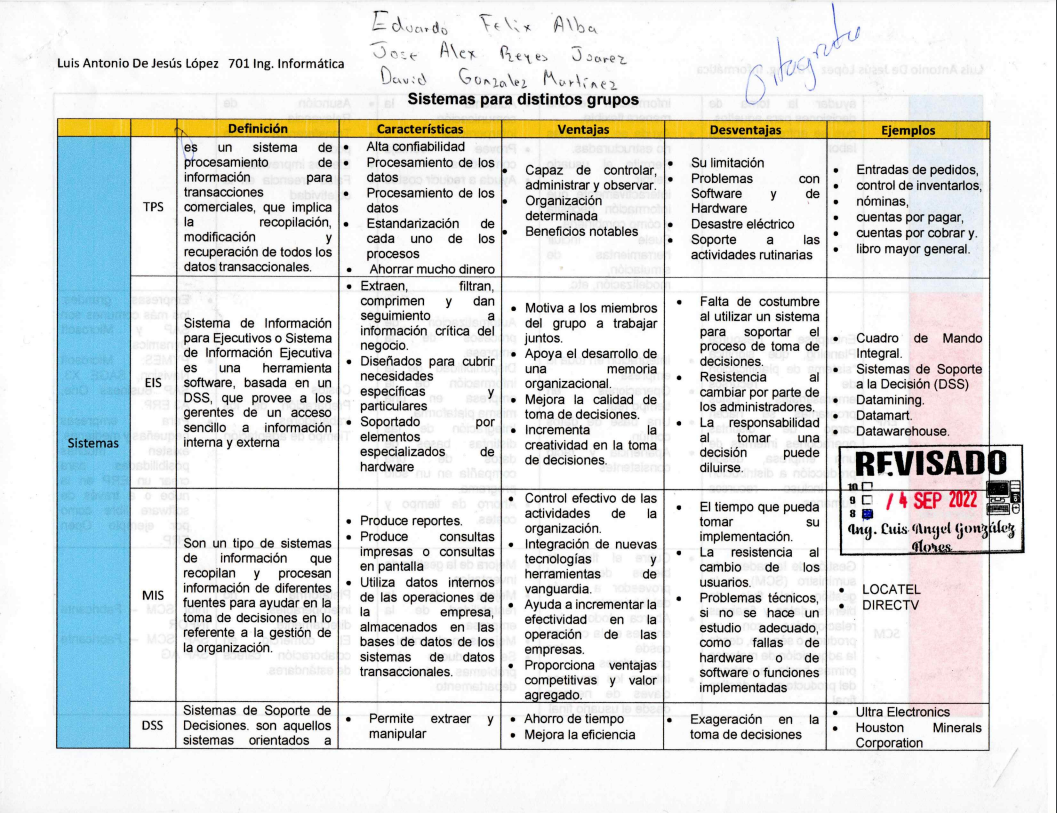 Eduardo Felix Alba
Jose Alex Reyes Juarez
David Gonzalez Martinez
Ortografia
Luis Antonio De Jesús López 701 Ing. Informática
Sistemas para distintos grupos
Definición Características Ventajas Desventajas Ejemplos
Sistemas
TPS
es un sistema de
procesamiento de
información para
transacciones
comerciales, que implica
la recopilación,
modificación y
recuperación de todos los
datos transaccionales.
• Alta confiabilidad
• Procesamiento de los
datos
• Procesamiento de los
datos
• Estandarización de
cada uno de los
procesos
• Ahorrar mucho dinero
• Capaz de controlar,
administrar y observar.
• Organización
determinada
• Beneficios notables
• Su limitación
• Problemas con
Software y de
Hardware
• Desastre eléctrico
• Soporte a las
actividades rutinarias
• Entradas de pedidos,
• control de inventarios,
• nóminas,
• cuentas por pagar,
• cuentas por cobrar y.
• libro mayor general.
EIS
Sistema de Información
para Ejecutivos o Sistema
de Información Ejecutiva
es una herramienta
software, basada en un
DSS, que provee a los
gerentes de un acceso
sencillo a información
interna y externa
• Extraen, filtran,
comprimen y dan
seguimiento a
información crítica del
negocio.
• Diseñados para cubrir
necesidades
específicas y
particulares
• Soportado por
elementos
especializados de
hardware
• Motiva a los miembros
del grupo a trabajar
juntos.
• Apoya el desarrollo de
una memoria
organizacional.
• Mejora la calidad de
toma de decisiones.
• Incrementa la
creatividad en la toma
de decisiones.
• Falta de costumbre
al utilizar un sistema
para soportar el
proceso de toma de
decisiones.
• Resistencia al
cambiar por parte de
los administradores.
• La responsabilidad
al tomar una
decisión puede
diluirse.
• Cuadro de Mando
Integral.
• Sistemas de Soporte
a la Decisión (DSS)
• Datamining.
• Datamart.
• Datawarehouse.
REVISADO
10
9
8
14 SEP 2022
Ing. Luis Angel González
Flores
MIS
Son un tipo de sistemas
de información que
recopilan y procesan
información de diferentes
fuentes para ayudar en la
toma de decisiones en lo
referente a la gestión de
la organización.
• Produce reportes.
• Produce consultas
impresas o consultas
en pantalla
• Utiliza datos internos
de las operaciones de
la empresa,
almacenados en las
bases de datos de los
sistemas de datos
transaccionales.
• Control efectivo de las
actividades de la
organización.
• Integración de nuevas
tecnologías y
herramientas de
vanguardia.
• Ayuda a incrementar la
efectividad en la
operación de las
empresas.
• Proporciona ventajas
competitivas y valor
agregado.
• El tiempo que pueda
tomar su
implementación.
• La resistencia al
cambio de los
usuarios.
• Problemas técnicos,
si no se hace un
estudio adecuado,
como fallas de
hardware o de
software o funciones
implementadas
• LOCATEL
• DIRECTV
DSS
Sistemas de Soporte de
Decisiones. son aquellos
sistemas orientados a
• Permite extraer y
manipular
• Ahorro de tiempo
• Mejora la eficiencia
• Exageración en la
toma de decisiones
• Ultra Electronics
• Houston Minerals
Corporation